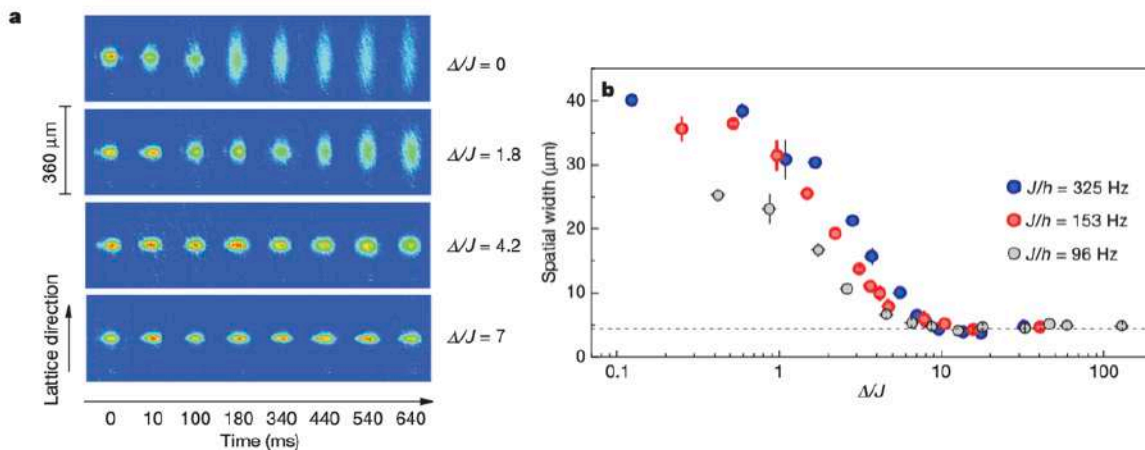 a
Δ/J = 0
Δ/J = 1.8
Δ/J = 4.2
Δ/J = 7
360 μm
Lattice direction
0 10 100 180 340 440 540 640
Time (ms)
b
Spatial width (μm)
40
30
20
10
0
J/h = 325 Hz
J/h = 153 Hz
J/h = 96 Hz
0.1 1 10 100
Δ/J